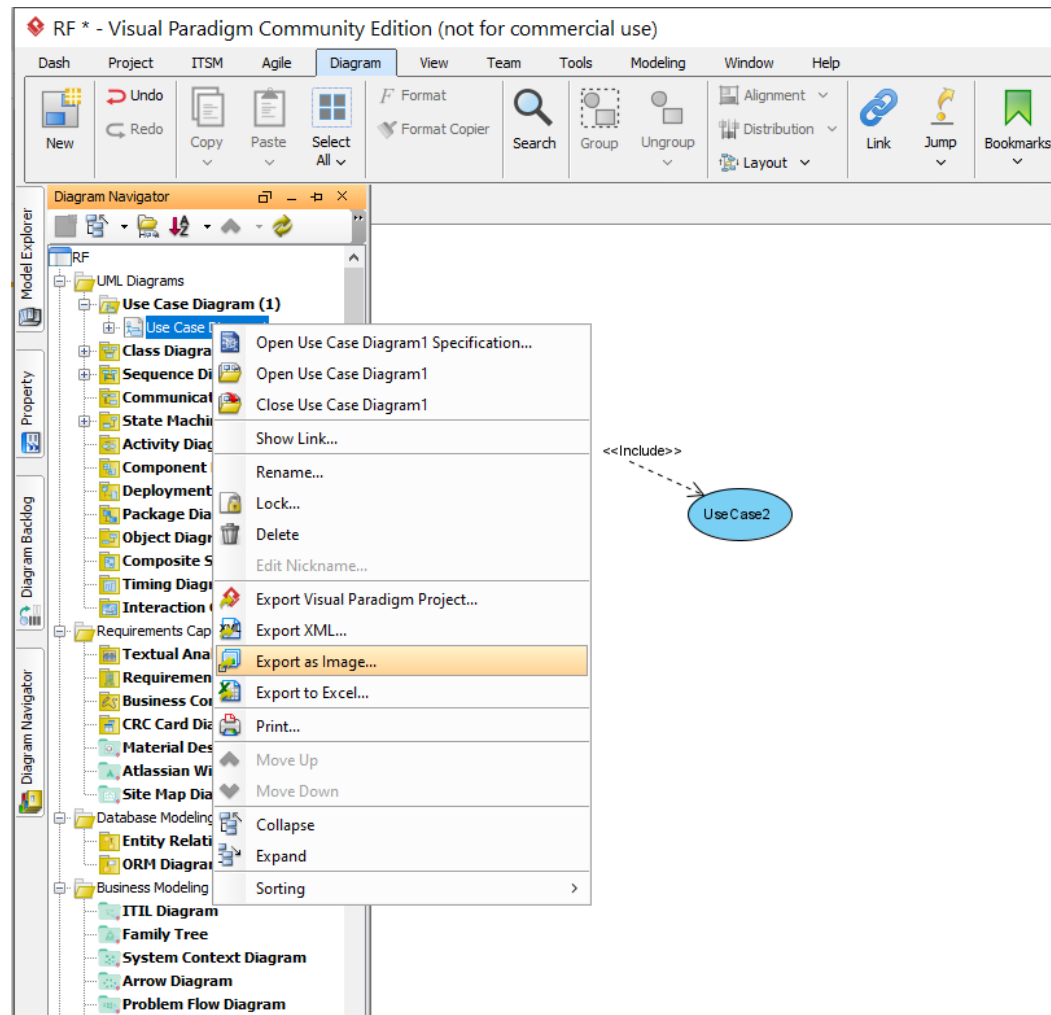 RF * - Visual Paradigm Community Edition (not for commercial use)
Dash Project ITSM Agile Diagram View Team Tools Modeling Window Help
New
Undo
Redo
Copy
Paste
Select All
Format
Format Copier
Search
Group
Ungroup
Alignment
Distribution
Layout
Link
Jump
Bookmarks
Model Explorer
Property
Diagram Backlog
Diagram Navigator
Diagram Navigator
RF
UML Diagrams
Use Case Diagram (1)
Use Case
Class Diagra
Sequence Di
Communicat
State Machi
Activity Diag
Component
Deployment
Package Dia
Object Diagr
Composite S
Timing Diagr
Interaction
Requirements Cap
Textual Ana
Requiremen
Business Co
CRC Card Dia
Material Des
Atlassian Wi
Site Map Dia
Database Modeling
Entity Relati
ORM Diagra
Business Modeling
ITIL Diagram
Family Tree
System Context Diagram
Arrow Diagram
Problem Flow Diagram
Open Use Case Diagram1 Specification...
Open Use Case Diagram1
Close Use Case Diagram1
Show Link...
Rename...
Lock...
Delete
Edit Nickname...
Export Visual Paradigm Project...
Export XML...
Export as Image...
Export to Excel...
Print...
Move Up
Move Down
Collapse
Expand
Sorting
<<Include>>
UseCase2